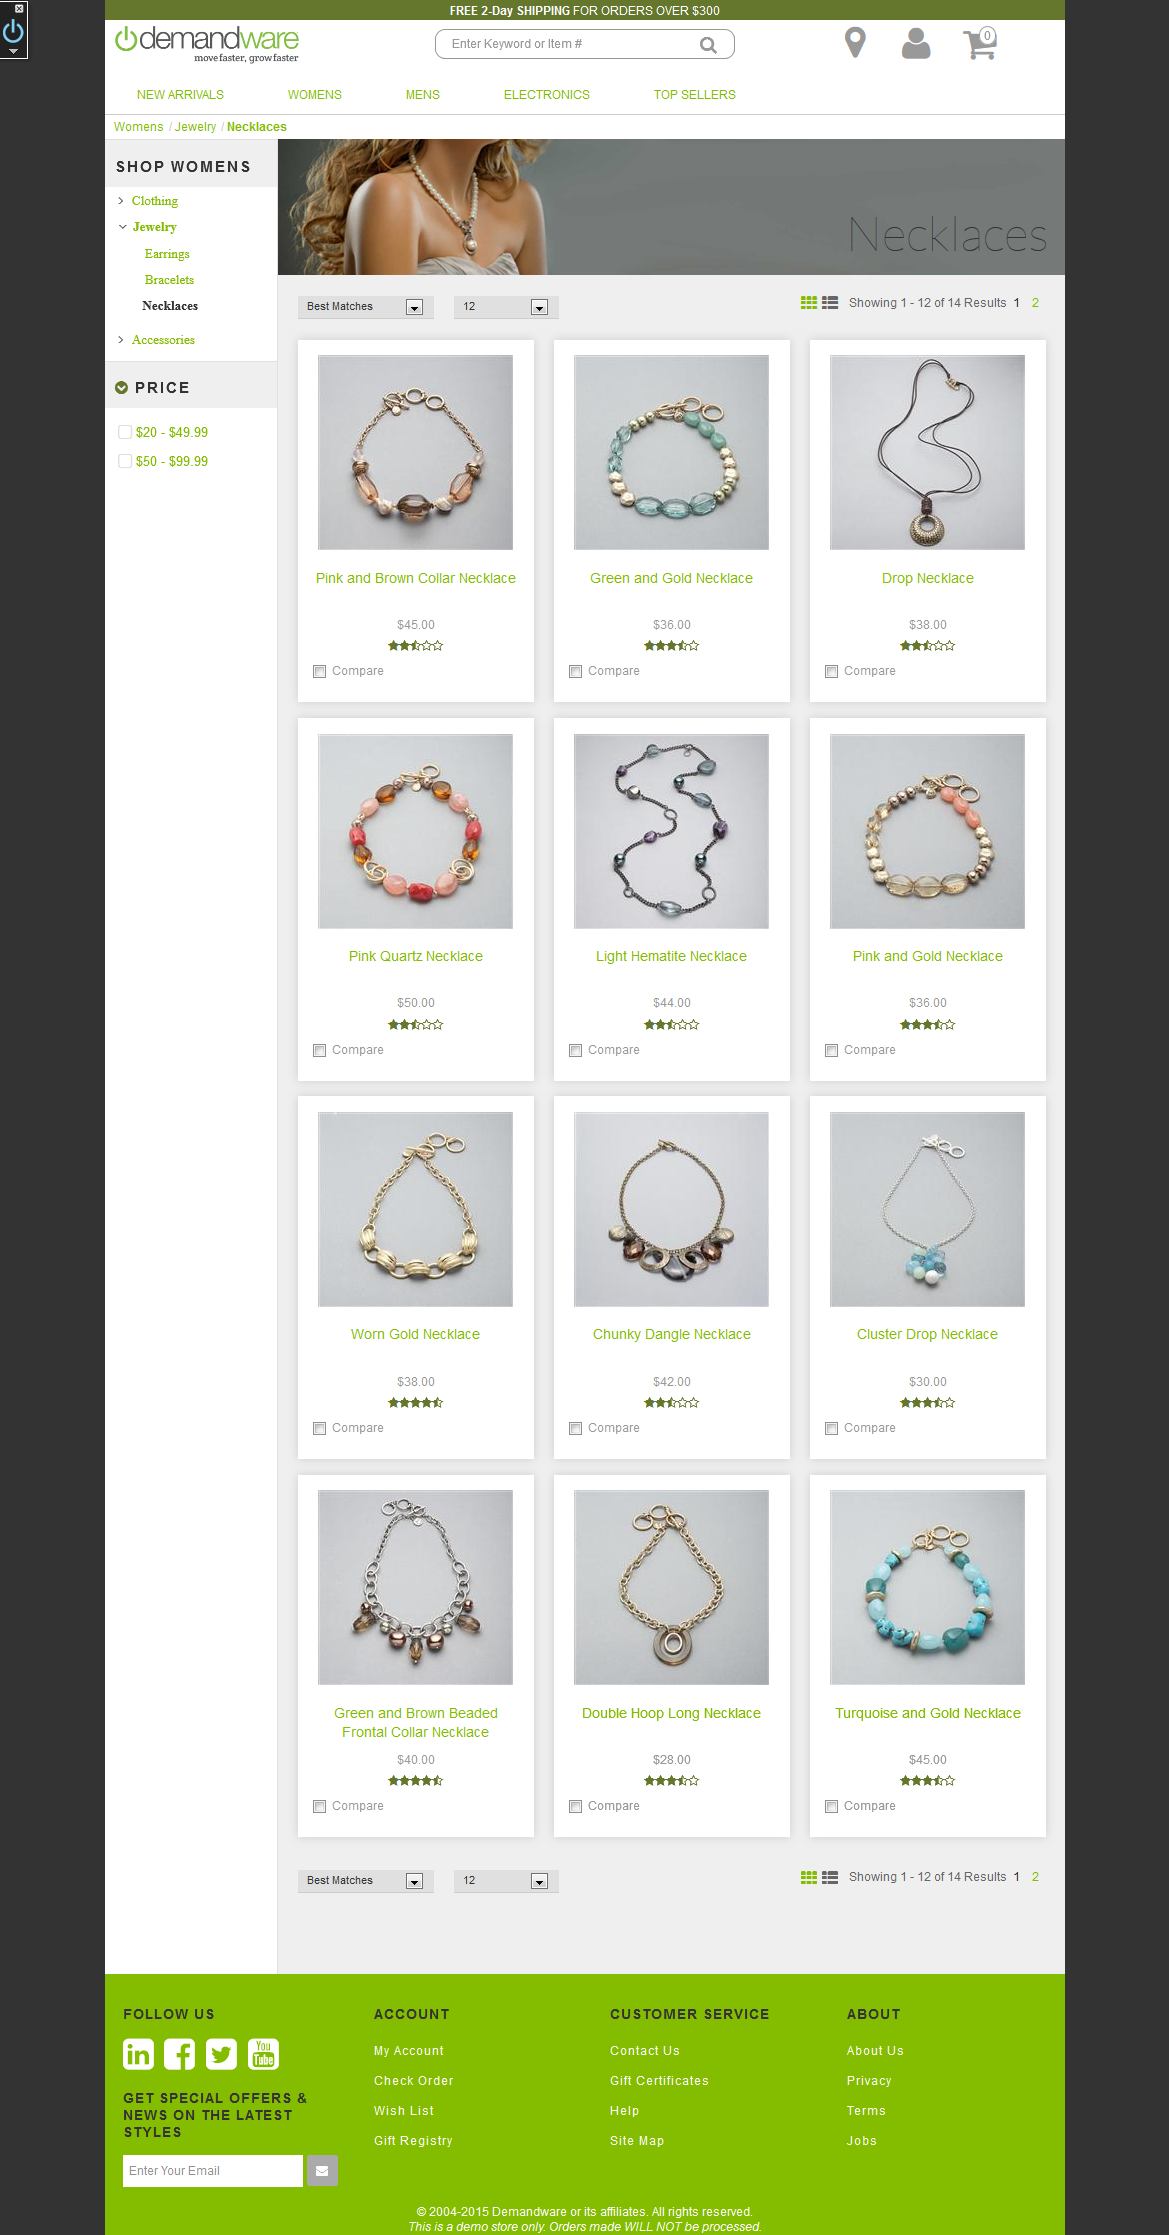 FREE 2-Day SHIPPING FOR ORDERS OVER $300
demandware
move faster, grow faster
Enter Keyword or Item #
0
NEW ARRIVALS WOMENS MENS ELECTRONICS TOP SELLERS
Womens / Jewelry / Necklaces
SHOP WOMENS
Clothing
Jewelry
Earrings
Bracelets
Necklaces
Accessories
PRICE
$20 - $49.99
$50 - $99.99
Necklaces
Best Matches 12 Showing 1 - 12 of 14 Results 1 2
Pink and Brown Collar Necklace
$45.00
Compare
Green and Gold Necklace
$36.00
Compare
Drop Necklace
$38.00
Compare
Pink Quartz Necklace
$50.00
Compare
Light Hematite Necklace
$44.00
Compare
Pink and Gold Necklace
$36.00
Compare
Worn Gold Necklace
$38.00
Compare
Chunky Dangle Necklace
$42.00
Compare
Cluster Drop Necklace
$30.00
Compare
Green and Brown Beaded
Frontal Collar Necklace
$40.00
Compare
Double Hoop Long Necklace
$28.00
Compare
Turquoise and Gold Necklace
$45.00
Compare
Best Matches 12 Showing 1 - 12 of 14 Results 1 2
FOLLOW US
in
You
Tube
GET SPECIAL OFFERS &
NEWS ON THE LATEST
STYLES
Enter Your Email
ACCOUNT
My Account
Check Order
Wish List
Gift Registry
CUSTOMER SERVICE
Contact Us
Gift Certificates
Help
Site Map
ABOUT
About Us
Privacy
Terms
Jobs
© 2004-2015 Demandware or its affiliates. All rights reserved.
This is a demo store only. Orders made WILL NOT be processed.